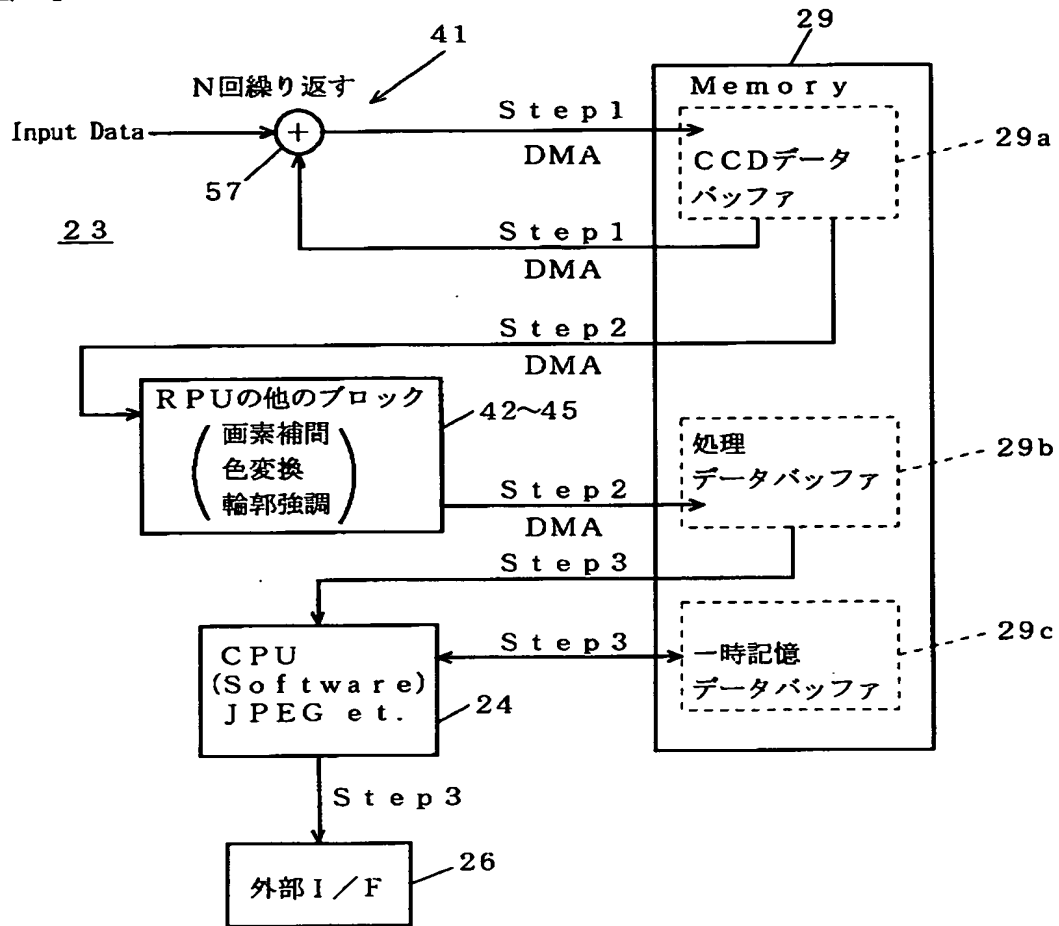 41
29
N回繰り返す
Memory
Input Data
+
Step1
DMA
CCDデータ
バッファ
29a
57
23
Step1
DMA
Step2
DMA
RPUの他のブロック
画素補間
色変換
輪郭強調
42~45
処理
データバッファ
29b
Step2
DMA
Step3
CPU
(Software)
JPEG et.
24
Step3
一時記憶
データバッファ
29c
Step3
外部I/F
26